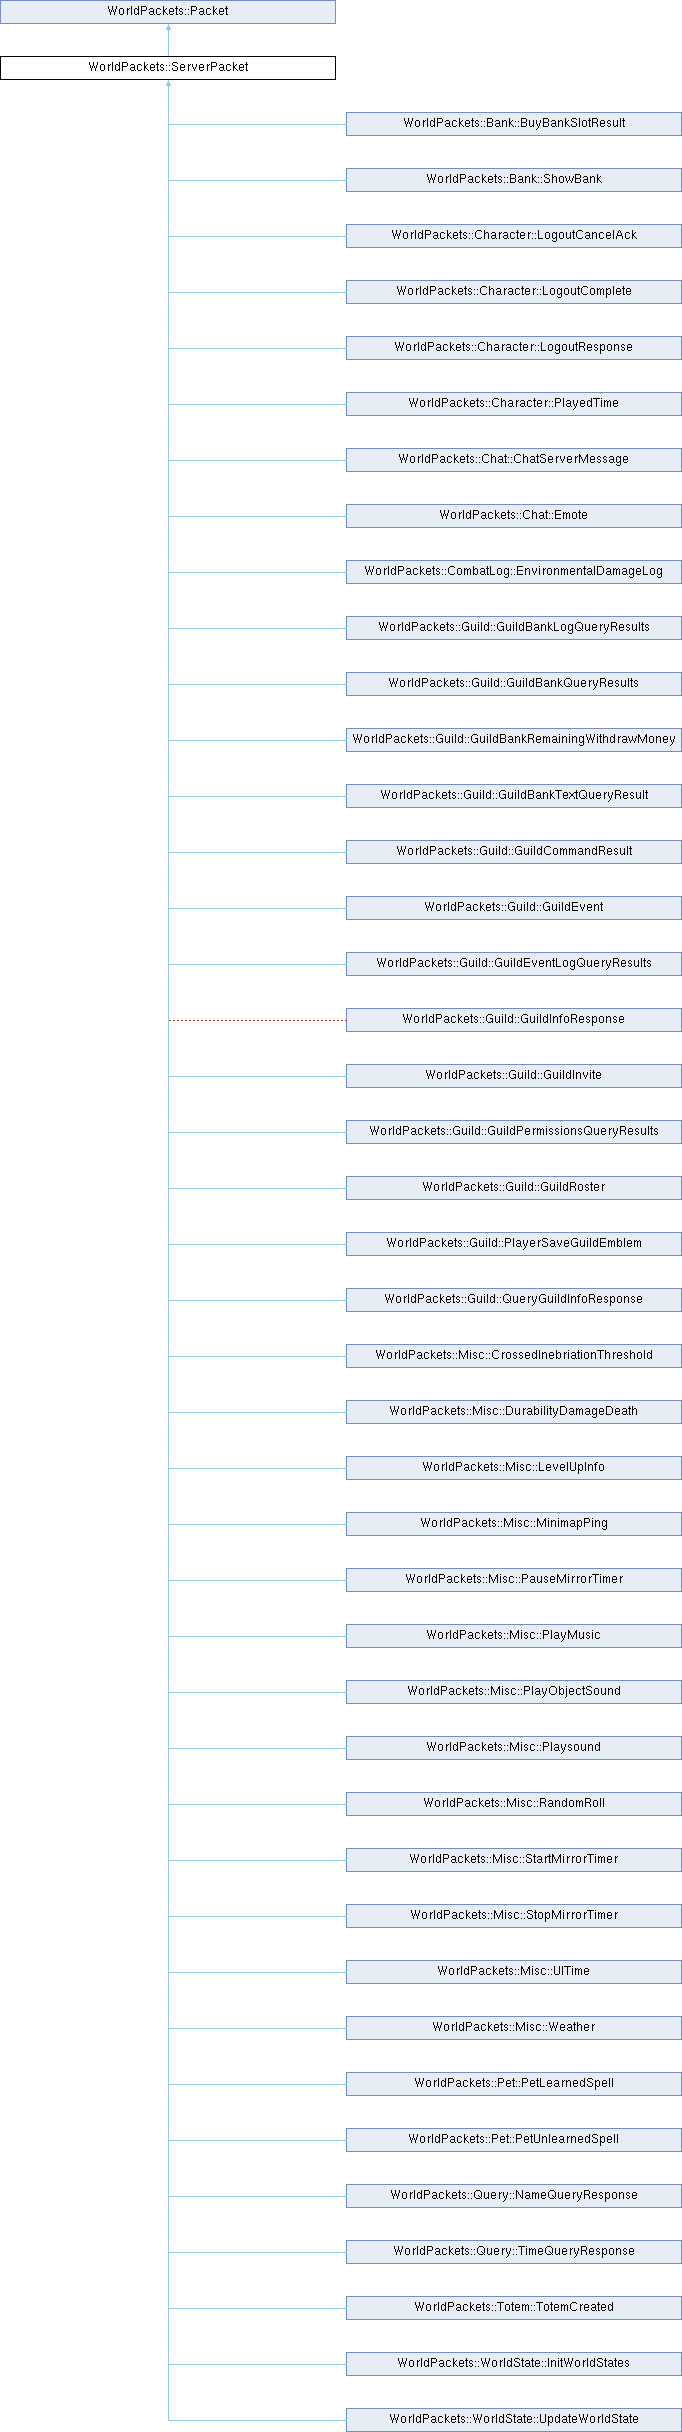 WorldPackets::Packet
WorldPackets::ServerPacket
WorldPackets::Bank::BuyBankSlotResult
WorldPackets::Bank::ShowBank
WorldPackets::Character::LogoutCancelAck
WorldPackets::Character::LogoutComplete
WorldPackets::Character::LogoutResponse
WorldPackets::Character::PlayedTime
WorldPackets::Chat::ChatServerMessage
WorldPackets::Chat::Emote
WorldPackets::CombatLog::EnvironmentalDamageLog
WorldPackets::Guild::GuildBankLogQueryResults
WorldPackets::Guild::GuildBankQueryResults
WorldPackets::Guild::GuildBankRemainingWithdrawMoney
WorldPackets::Guild::GuildBankTextQueryResult
WorldPackets::Guild::GuildCommandResult
WorldPackets::Guild::GuildEvent
WorldPackets::Guild::GuildEventLogQueryResults
WorldPackets::Guild::GuildInfoResponse
WorldPackets::Guild::GuildInvite
WorldPackets::Guild::GuildPermissionsQueryResults
WorldPackets::Guild::GuildRoster
WorldPackets::Guild::PlayerSaveGuildEmblem
WorldPackets::Guild::QueryGuildInfoResponse
WorldPackets::Misc::CrossedInebriationThreshold
WorldPackets::Misc::DurabilityDamageDeath
WorldPackets::Misc::LevelUpInfo
WorldPackets::Misc::MinimapPing
WorldPackets::Misc::PauseMirrorTimer
WorldPackets::Misc::PlayMusic
WorldPackets::Misc::PlayObjectSound
WorldPackets::Misc::Playsound
WorldPackets::Misc::RandomRoll
WorldPackets::Misc::StartMirrorTimer
WorldPackets::Misc::StopMirrorTimer
WorldPackets::Misc::UITime
WorldPackets::Misc::Weather
WorldPackets::Pet::PetLearnedSpell
WorldPackets::Pet::PetUnlearnedSpell
WorldPackets::Query::NameQueryResponse
WorldPackets::Query::TimeQueryResponse
WorldPackets::Totem::TotemCreated
WorldPackets::WorldState::InitWorldStates
WorldPackets::WorldState::UpdateWorldState